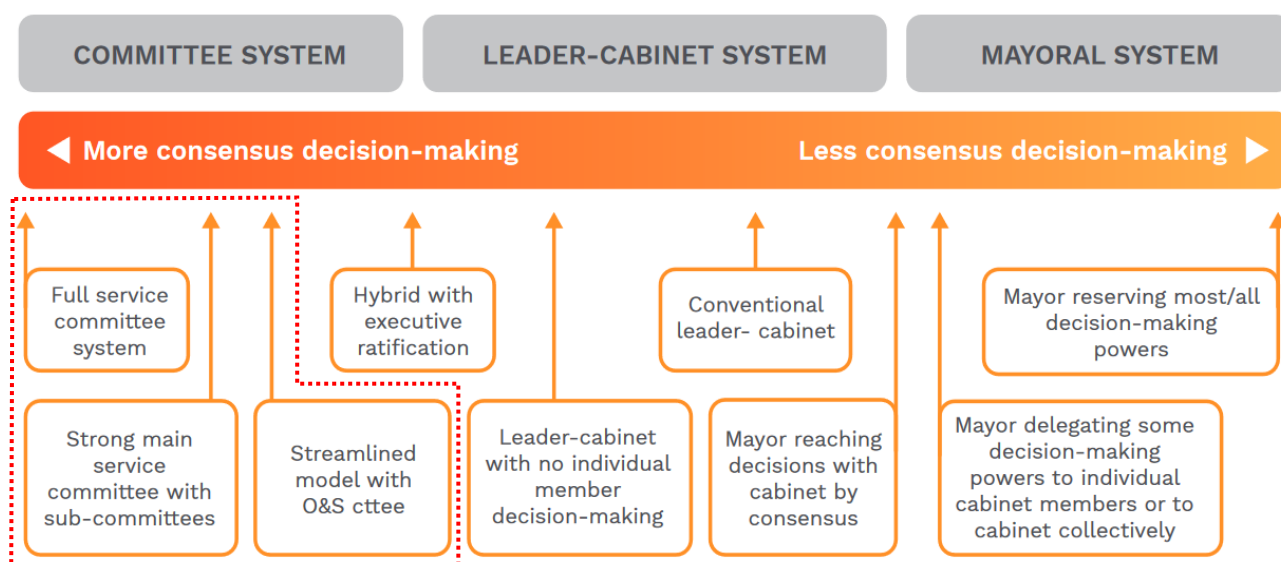 COMMITTEE SYSTEM
LEADER-CABINET SYSTEM
MAYORAL SYSTEM
More consensus decision-making
Less consensus decision-making
Full service
committee
system
Hybrid with
executive
ratification
Conventional
leader- cabinet
Mayor reserving most/all
decision-making
powers
Strong main
service
committee with
sub-committees
Streamlined
model with
O&S cttee
Leader-cabinet
with no individual
member
decision-making
Mayor reaching
decisions with
cabinet by
consensus
Mayor delegating some
decision-making
powers to individual
cabinet members or to
cabinet collectively